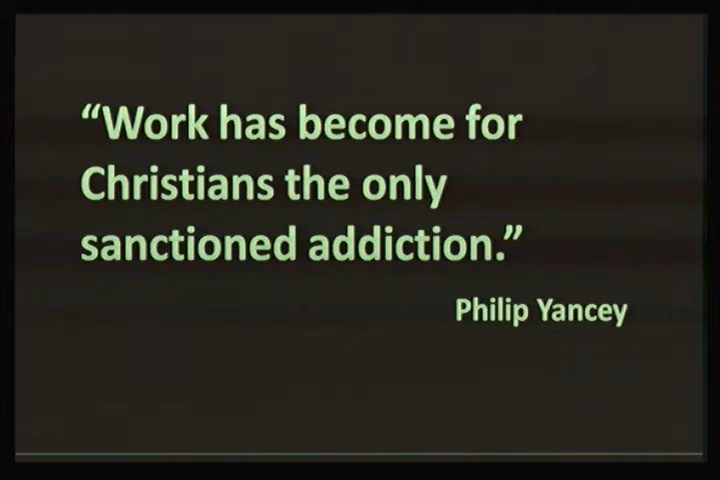 “Work has become for
Christians the only
sanctioned addiction.”
Philip Yancey